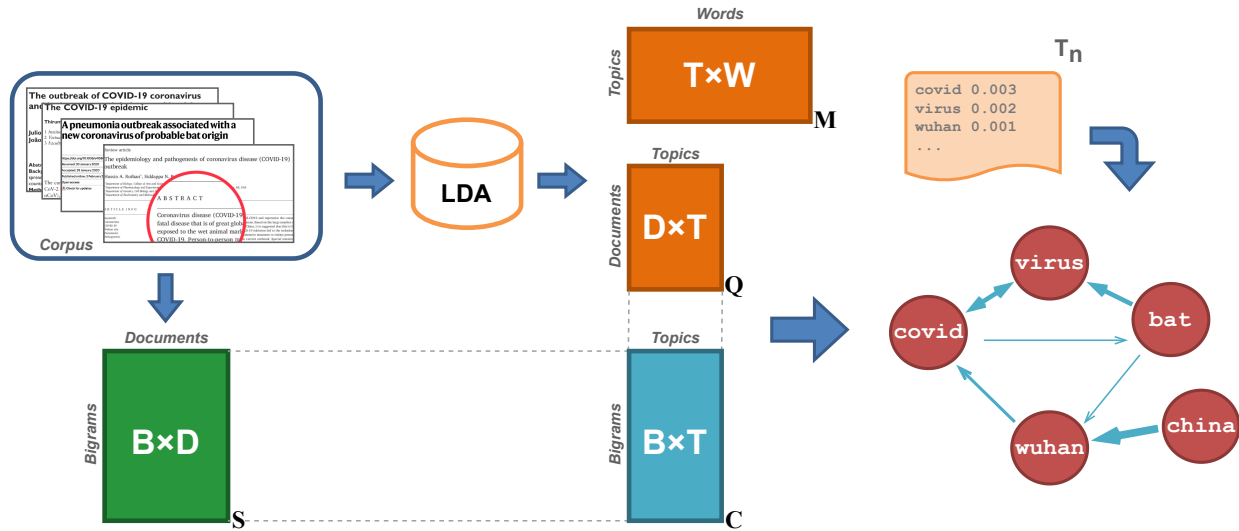 Words
Topics
T×W
M
Tn
covid 0.003
virus 0.002
wuhan 0.001
...
The outbreak of COVID-19 coronavirus
and
The COVID-19 epidemic
A pneumonia outbreak associated with a
new coronavirus of probable bat origin
Review article
The epidemiology and pathogenesis of coronavirus disease (COVID-19)
outbreak
ABSTRACT
Coronavirus disease (COVID-19
fatal disease that is of great glob
exposed to the wet animal mark
COVID-19. Person-to-person t
Corpus
LDA
Topics
Documents
D×T
Q
virus
covid
bat
wuhan
china
Documents
Bigrams
B×D
S
Topics
Bigrams
B×T
C